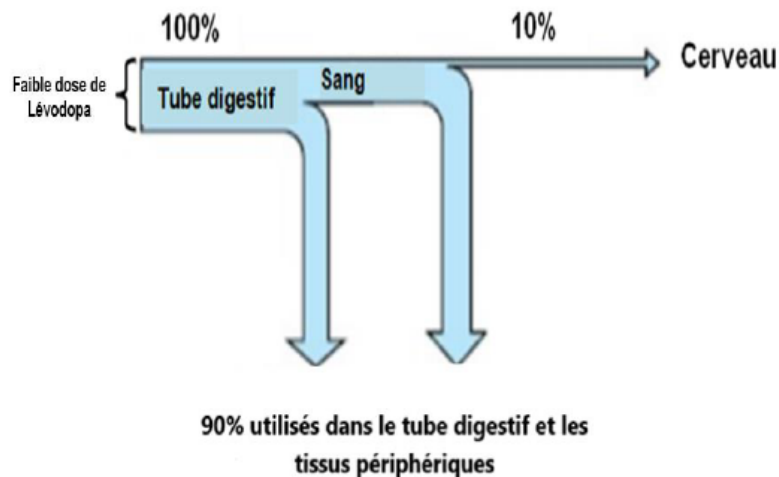 100%
10%
Cerveau
Faible dose de
Lévodopa
Tube digestif
Sang
90% utilisés dans le tube digestif et les
tissus périphériques